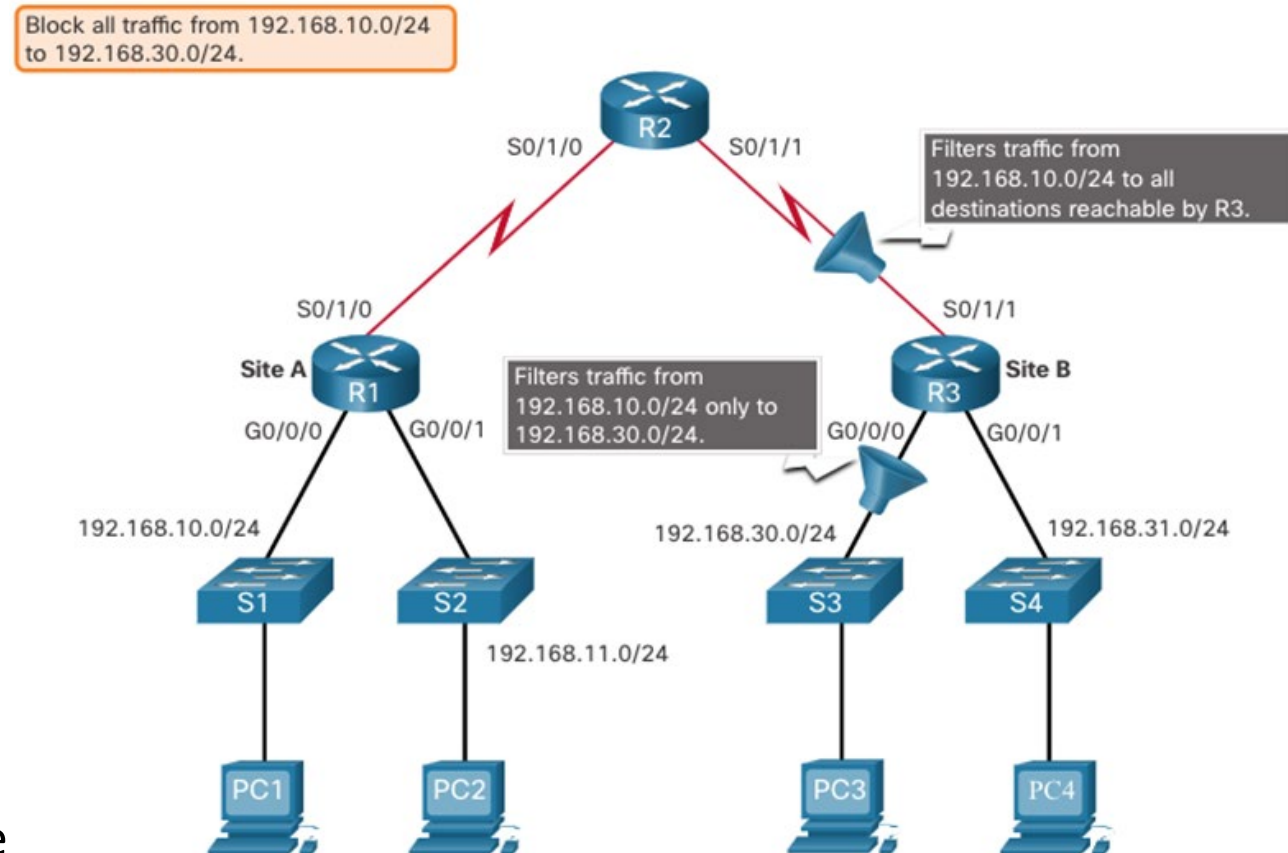 Block all traffic from 192.168.10.0/24
to 192.168.30.0/24.
R2
S0/1/0
S0/1/1
Filters traffic from
192.168.10.0/24 to all
destinations reachable by R3.
S0/1/0
S0/1/1
Site A
R1
Filters traffic from
192.168.10.0/24 only to
192.168.30.0/24.
R3
Site B
G0/0/0
G0/0/1
G0/0/0
G0/0/1
192.168.10.0/24
192.168.30.0/24
192.168.31.0/24
S1
S2
S3
S4
192.168.11.0/24
PC1
PC2
PC3
PC4
e